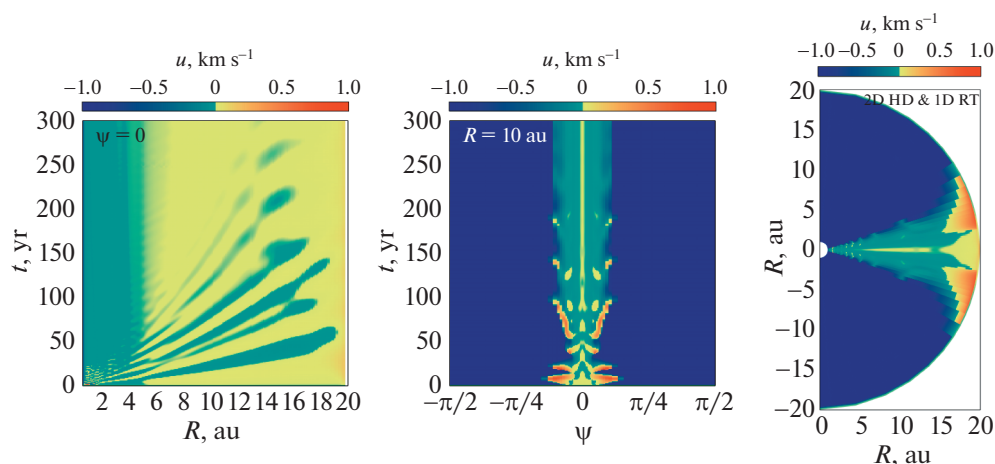 u, km s⁻¹
−1.0 −0.5 0 0.5 1.0
ψ = 0
300
250
200
150
100
50
0
t, yr
2 4 6 8 10 12 14 16 18 20
R, au
u, km s⁻¹
−1.0 −0.5 0 0.5 1.0
R = 10 au
300
250
200
150
100
50
0
t, yr
−π/2 −π/4 0 π/4 π/2
ψ
u, km s⁻¹
−1.0 −0.5 0 0.5 1.0
2D HD & 1D RT
20
15
10
5
0
−5
−10
−15
−20
R, au
0 5 10 15 20
R, au